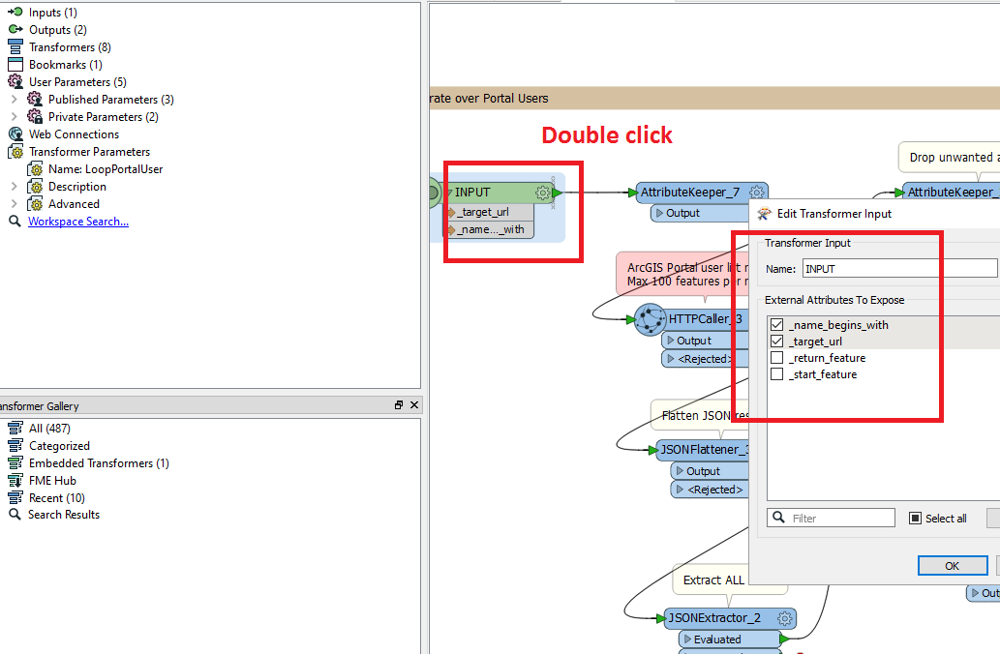 Inputs (1)
Outputs (2)
Transformers (8)
Bookmarks (1)
User Parameters (5)
Published Parameters (3)
Private Parameters (2)
Web Connections
Transformer Parameters
Name: LoopPortalUser
Description
Advanced
Workspace Search...
ansformer Gallery
All (487)
Categorized
Embedded Transformers (1)
FME Hub
Recent (10)
Search Results
rate over Portal Users
Double click
INPUT
_target_url
_name..._with
AttributeKeeper_7
Output
Drop unwanted a
AttributeKeeper_
ArcGIS Portal user list r
Max 100 features per r
HTTPCaller_3
Output
<Rejected>
Flatten JSON res
JSONFlattener_3
Output
<Rejected>
Extract ALL
JSONExtractor_2
Evaluated
Edit Transformer Input
Transformer Input
Name: INPUT
External Attributes To Expose
_name_begins_with
_target_url
_return_feature
_start_feature
Filter
Select all
OK
Out